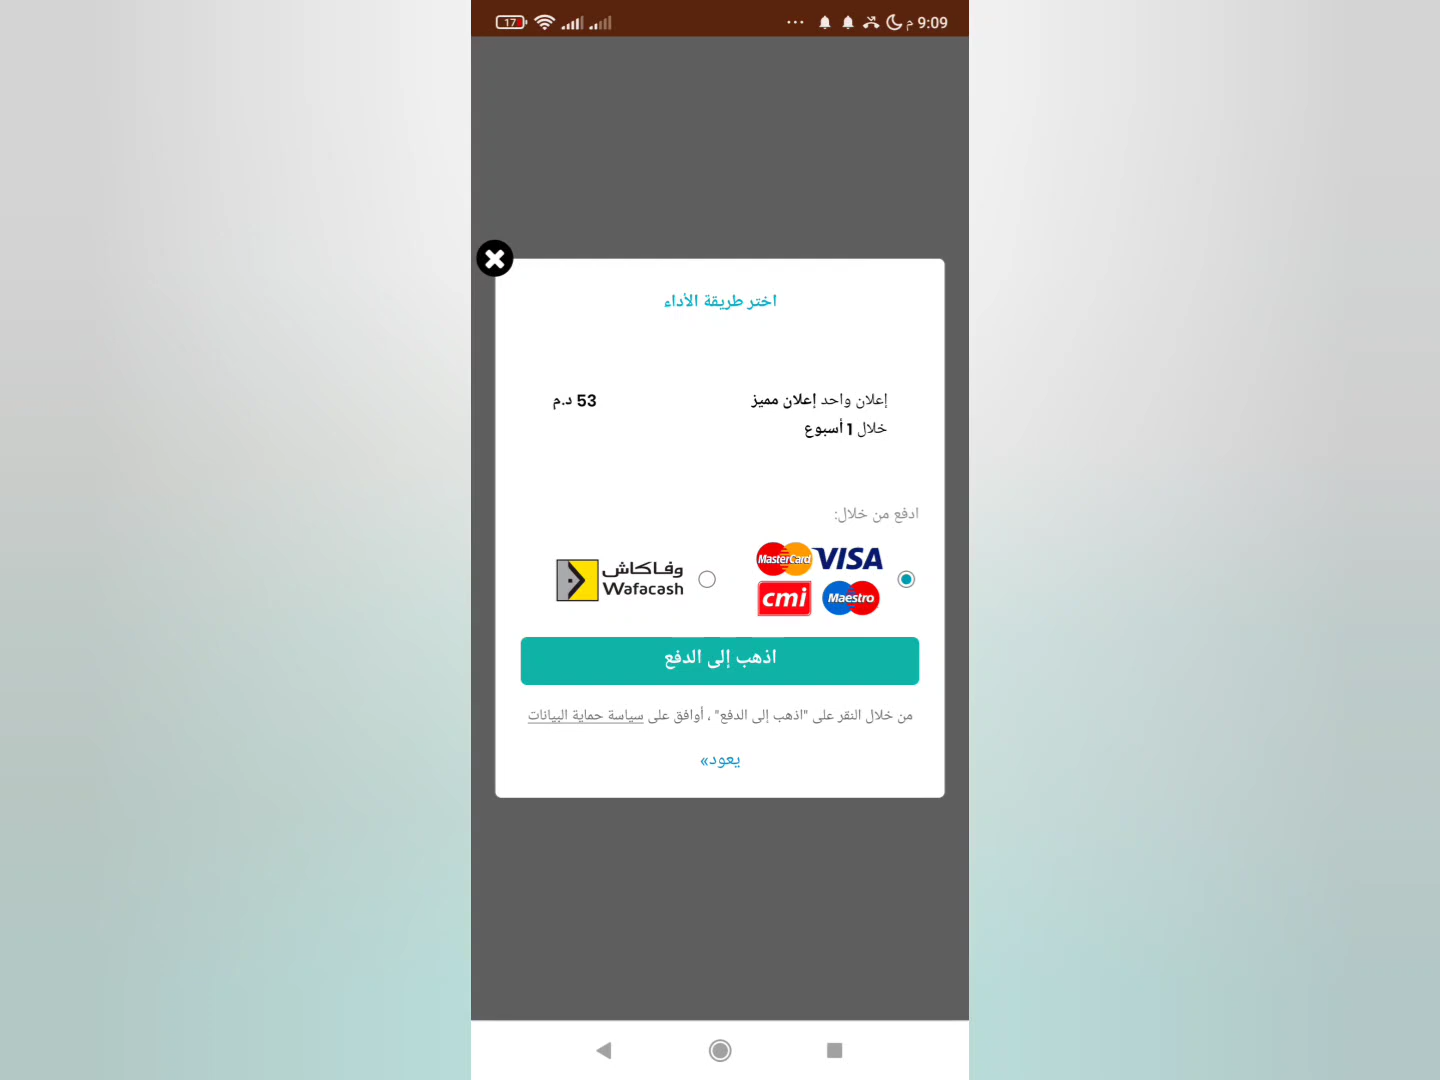 17 م 9:09
اختر طريقة الأداء
إعلان واحد إعلان مميز 53 د.م
خلال 1 أسبوع
ادفع من خلال:
MasterCard VISA
cmi Maestro
وفاكاش
Wafacash
اذهب إلى الدفع
من خلال النقر على "اذهب إلى الدفع" ، أوافق على سياسة حماية البيانات
يعود»